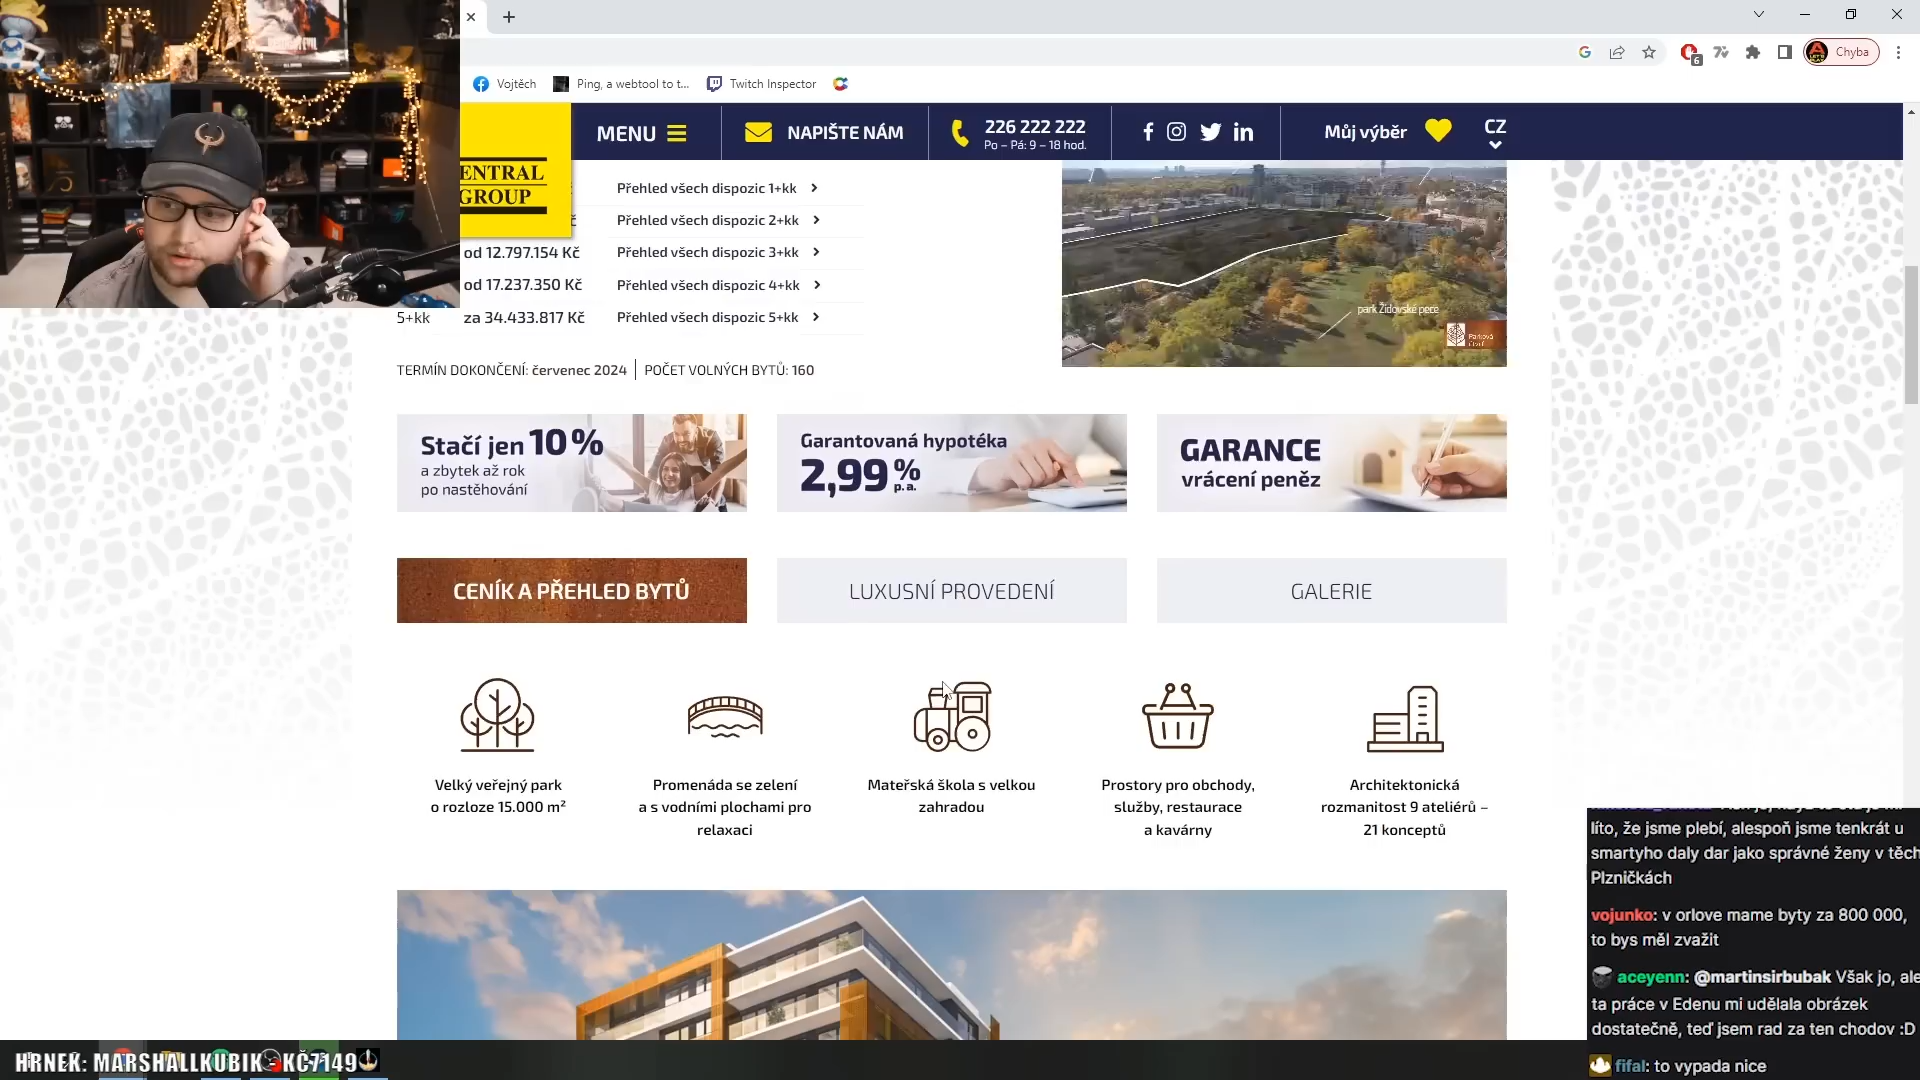 Chyba
Vojtěch
Ping, a webtool to t...
Twitch Inspector
6
ENTRAL
GROUP
MENU
NAPIŠTE NÁM
226 222 222
Po – Pá: 9 – 18 hod.
Můj výběr
CZ
Přehled všech dispozic 1+kk
Přehled všech dispozic 2+kk
od 12.797.154 Kč
Přehled všech dispozic 3+kk
od 17.237.350 Kč
Přehled všech dispozic 4+kk
5+kk
za 34.433.817 Kč
Přehled všech dispozic 5+kk
park Židovské pece
Parková
čtvrť
TERMÍN DOKONČENÍ: červenec 2024
POČET VOLNÝCH BYTŮ: 160
Stačí jen 10 %
a zbytek až rok
po nastěhování
Garantovaná hypotéka
2,99 % p. a.
GARANCE
vrácení peněz
CENÍK A PŘEHLED BYTŮ
LUXUSNÍ PROVEDENÍ
GALERIE
Velký veřejný park
o rozloze 15.000 m²
Promenáda se zelení
a s vodními plochami pro
relaxaci
Mateřská škola s velkou
zahradou
Prostory pro obchody,
služby, restaurace
a kavárny
Architektonická
rozmanitost 9 ateliérů –
21 konceptů
líto, že jsme plebí, alespoň jsme tenkrát u
smartyho daly dar jako správné ženy v těch
Plzničkách
vojunko: v orlove mame byty za 800 000,
to bys měl zvažit
aceyenn: @martinsirbubak Však jo, ale
ta práce v Edenu mi udělala obrázek
dostatečně, teď jsem rad za ten chodov :D
fifal: to vypada nice
HRNEK: MARSHALLKUBIK - KČ7149